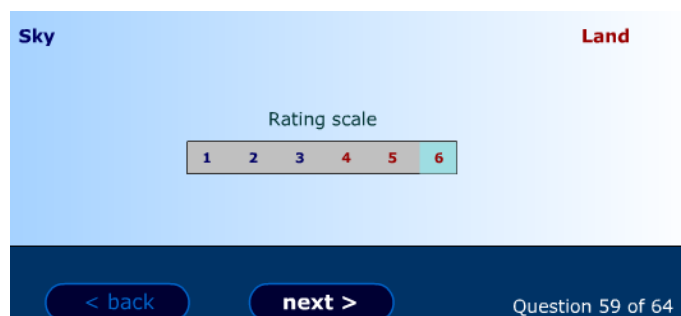 Sky Land
Rating scale
1 2 3 4 5 6
< back next > Question 59 of 64